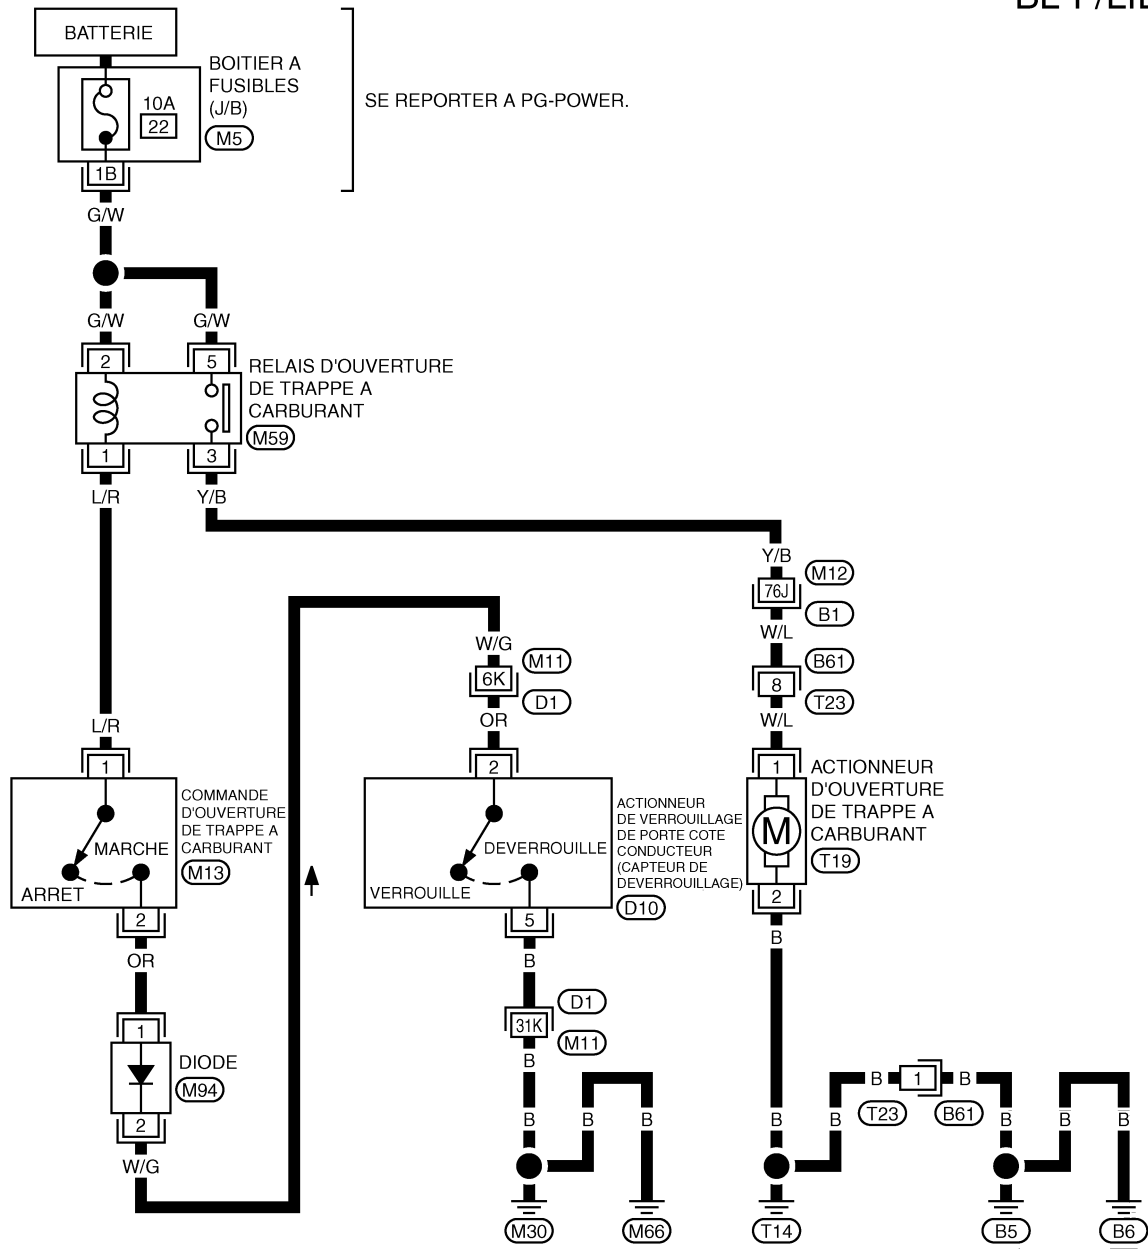 BATTERIE
BOITIER A
FUSIBLES
(J/B)
M5
10A
22
SE REPORTER A PG-POWER.
1B
G/W
G/W
G/W
2
5
RELAIS D'OUVERTURE
DE TRAPPE A
CARBURANT
M59
1
3
L/R
Y/B
Y/B
76J
M12
B1
W/L
W/G
6K
M11
D1
8
B61
T23
OR
W/L
L/R
1
COMMANDE
D'OUVERTURE
DE TRAPPE A
CARBURANT
M13
MARCHE
ARRET
2
2
ACTIONNEUR
DE VERROUILLAGE
DE PORTE COTE
CONDUCTEUR
(CAPTEUR DE
DEVERROUILLAGE)
D10
DEVERROUILLE
VERROUILLE
5
1
ACTIONNEUR
D'OUVERTURE
DE TRAPPE A
CARBURANT
T19
M
2
OR
B
B
1
DIODE
M94
2
W/G
31K
D1
M11
B
B
B
B
B
B
B
1
B
T23
B61
B
B
B
M30
M66
T14
B5
B6